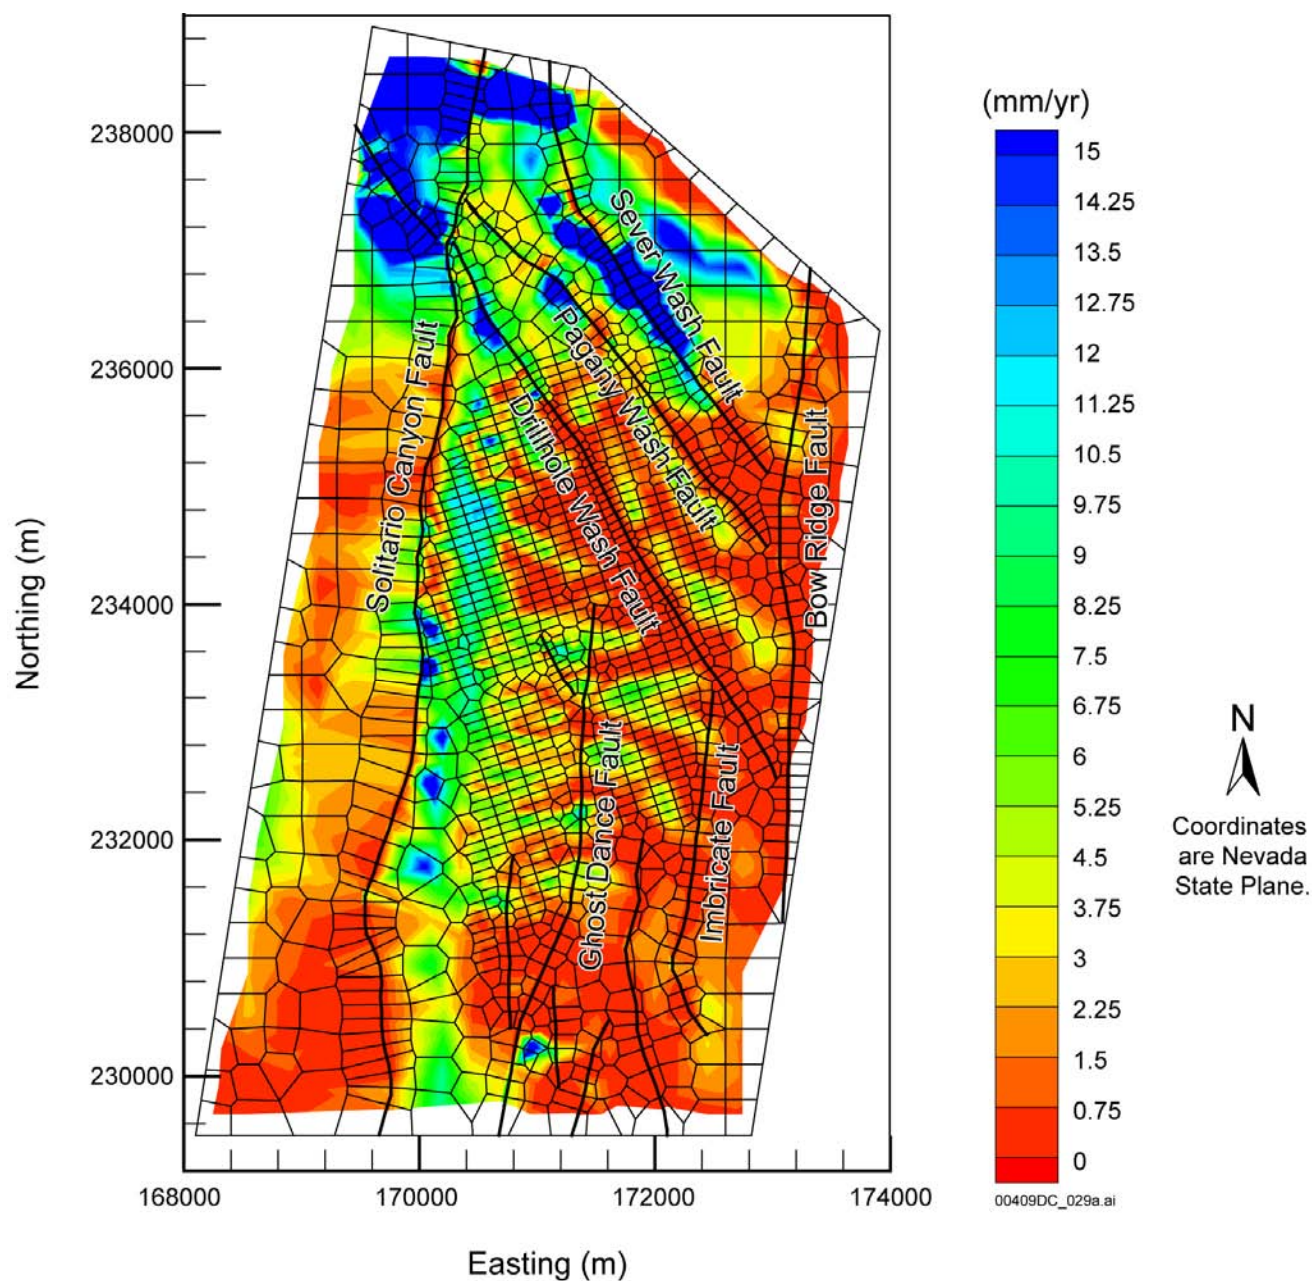 (mm/yr)
15
14.25
13.5
12.75
12
11.25
10.5
9.75
9
8.25
7.5
6.75
6
5.25
4.5
3.75
3
2.25
1.5
0.75
0
00409DC_029a.ai
238000
236000
234000
232000
230000
Northing (m)
168000
170000
172000
174000
Easting (m)
Sever Wash Fault
Pagany Wash Fault
Drillhole Wash Fault
Solitario Canyon Fault
Bow Ridge Fault
Ghost Dance Fault
Imbricate Fault
N
Coordinates
are Nevada
State Plane.